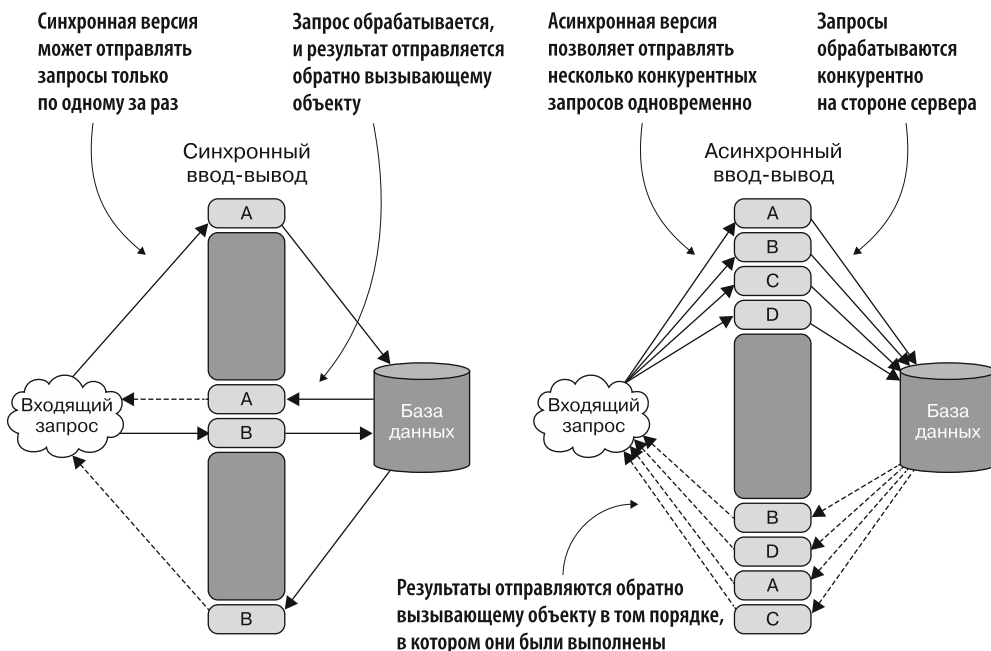 Синхронная версия
может отправлять
запросы только
по одному за раз
Запрос обрабатывается,
и результат отправляется
обратно вызывающему
объекту
Синхронный
ввод-вывод
A
A
B
B
Входящий
запрос
База
данных
Асинхронная версия
позволяет отправлять
несколько конкурентных
запросов одновременно
Запросы
обрабатываются
конкурентно
на стороне сервера
Асинхронный
ввод-вывод
A
B
C
D
Входящий
запрос
База
данных
B
D
A
C
Результаты отправляются обратно
вызывающему объекту в том порядке,
в котором они были выполнены